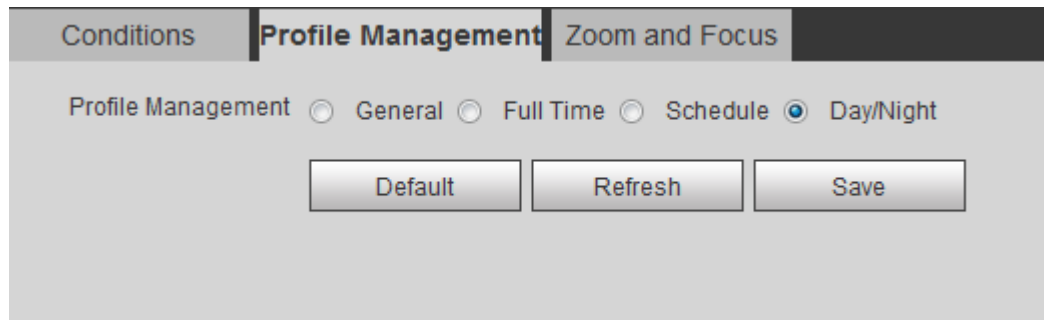 Conditions Profile Management Zoom and Focus
Profile Management General Full Time Schedule Day/Night
Default Refresh Save